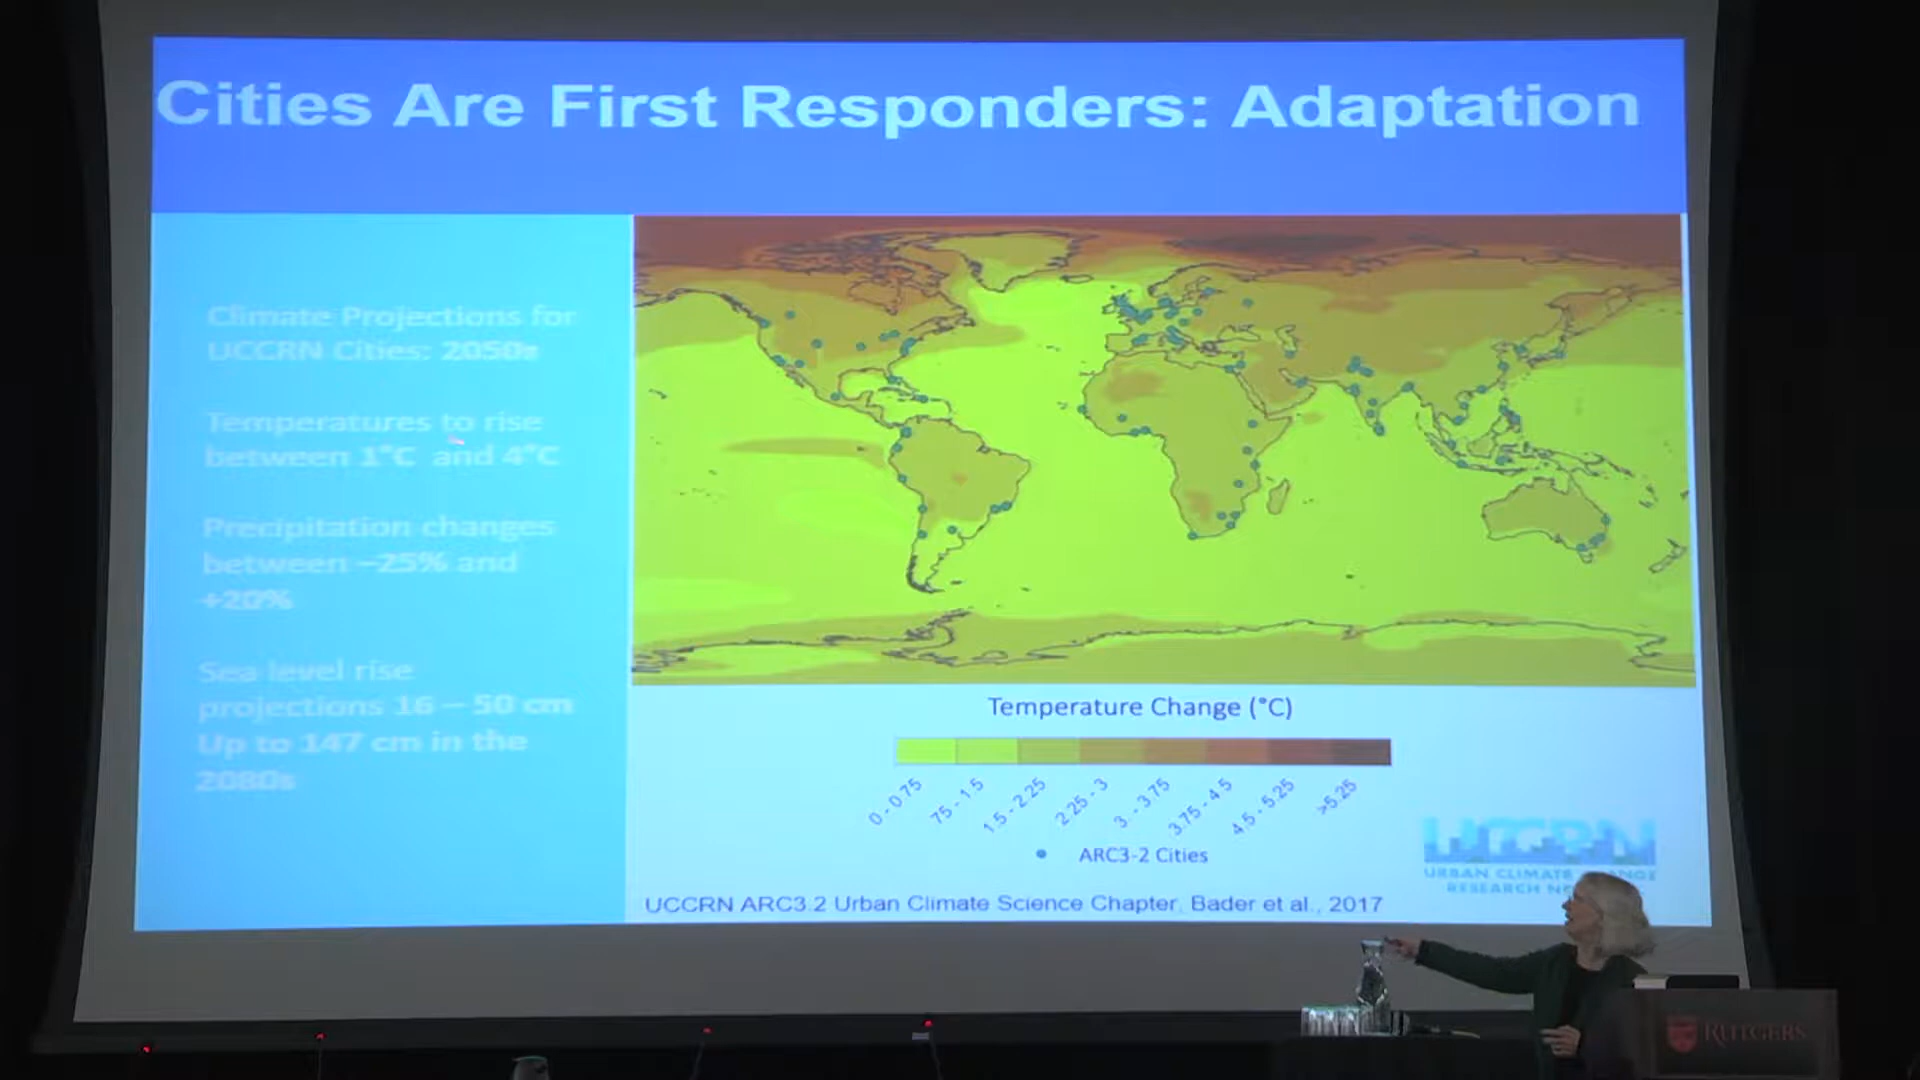 Cities Are First Responders: Adaptation
Climate Projections for
UCCRN Cities: 2050s
Temperatures to rise
between 1°C and 4°C
Precipitation changes
between –25% and
+20%
Sea level rise
projections 16 – 50 cm
Up to 147 cm in the
2080s
Temperature Change (°C)
0 - 0.75
75 - 1.5
1.5 - 2.25
2.25 - 3
3 - 3.75
3.75 - 4.5
4.5 - 5.25
>5.25
ARC3-2 Cities
UCCRN
URBAN CLIMATE
RESEARCH
UCCRN ARC3.2 Urban Climate Science Chapter, Bader et al., 2017
RUTGERS